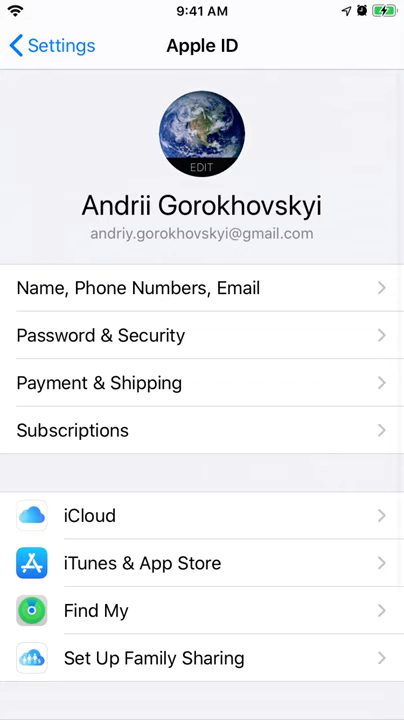 9:41 AM
Settings
Apple ID
EDIT
Andrii Gorokhovskyi
andriy.gorokhovskyi@gmail.com
Name, Phone Numbers, Email
Password & Security
Payment & Shipping
Subscriptions
iCloud
iTunes & App Store
Find My
Set Up Family Sharing